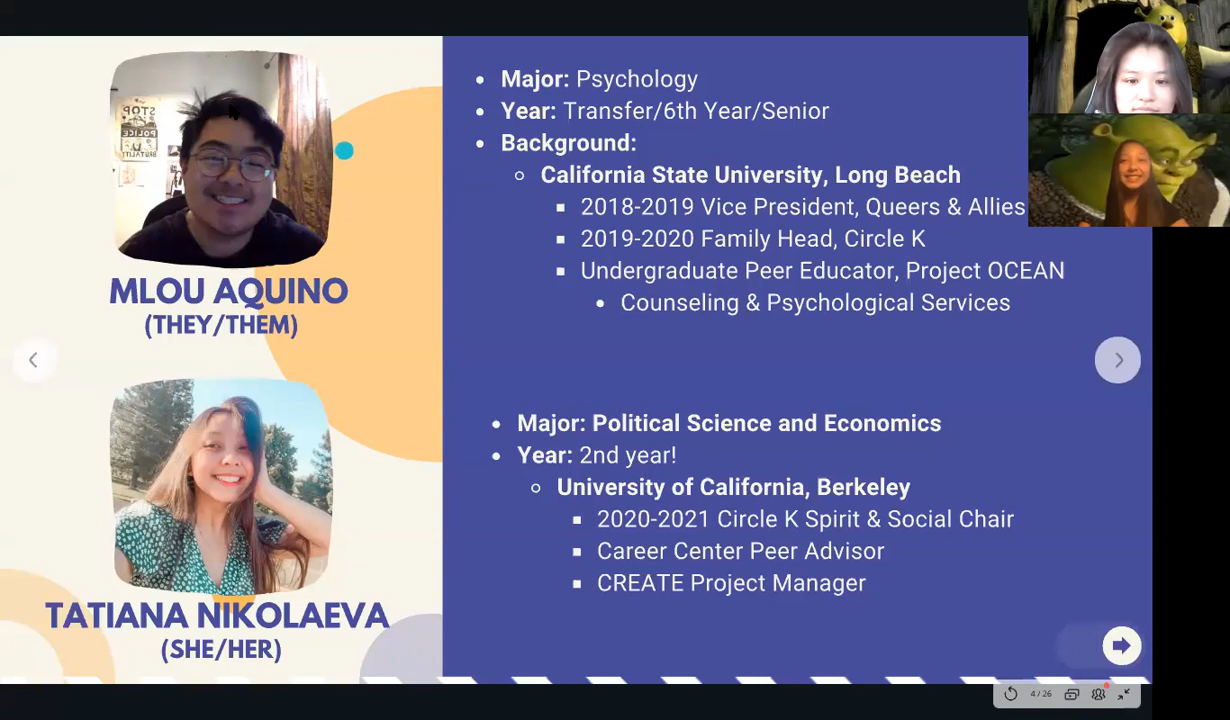 STOP
POLICE
BRUTALITY
MLOU AQUINO
(THEY/THEM)
TATIANA NIKOLAEVA
(SHE/HER)
• Major: Psychology
• Year: Transfer/6th Year/Senior
• Background:
California State University, Long Beach
2018-2019 Vice President, Queers & Allies
2019-2020 Family Head, Circle K
Undergraduate Peer Educator, Project OCEAN
• Counseling & Psychological Services
• Major: Political Science and Economics
• Year: 2nd year!
University of California, Berkeley
2020-2021 Circle K Spirit & Social Chair
Career Center Peer Advisor
CREATE Project Manager
4 / 26